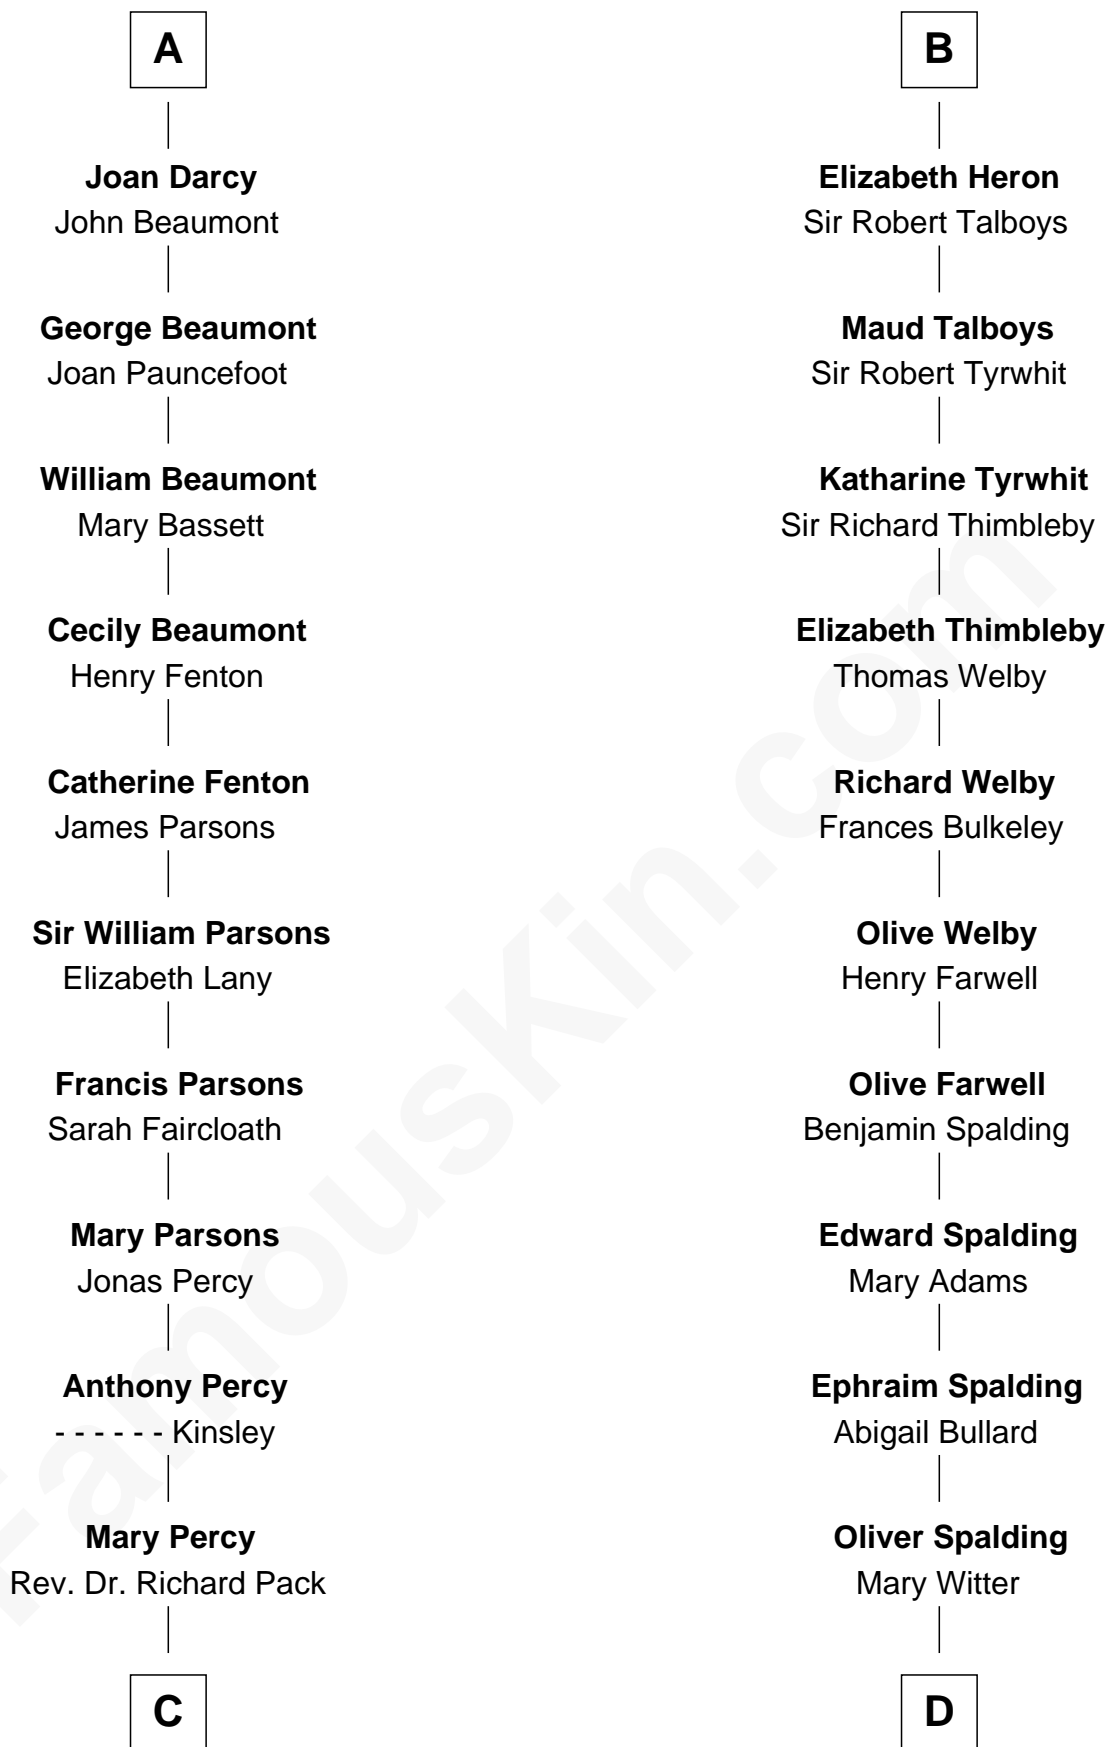 A
Joan Darcy
John Beaumont
George Beaumont
Joan Pauncefoot
William Beaumont
Mary Bassett
Cecily Beaumont
Henry Fenton
Catherine Fenton
James Parsons
Sir William Parsons
Elizabeth Lany
Francis Parsons
Sarah Faircloath
Mary Parsons
Jonas Percy
Anthony Percy
- - - - - - Kinsley
Mary Percy
Rev. Dr. Richard Pack
C
B
Elizabeth Heron
Sir Robert Talboys
Maud Talboys
Sir Robert Tyrwhit
Katharine Tyrwhit
Sir Richard Thimbleby
Elizabeth Thimbleby
Thomas Welby
Richard Welby
Frances Bulkeley
Olive Welby
Henry Farwell
Olive Farwell
Benjamin Spalding
Edward Spalding
Mary Adams
Ephraim Spalding
Abigail Bullard
Oliver Spalding
Mary Witter
D
FamousKin.com